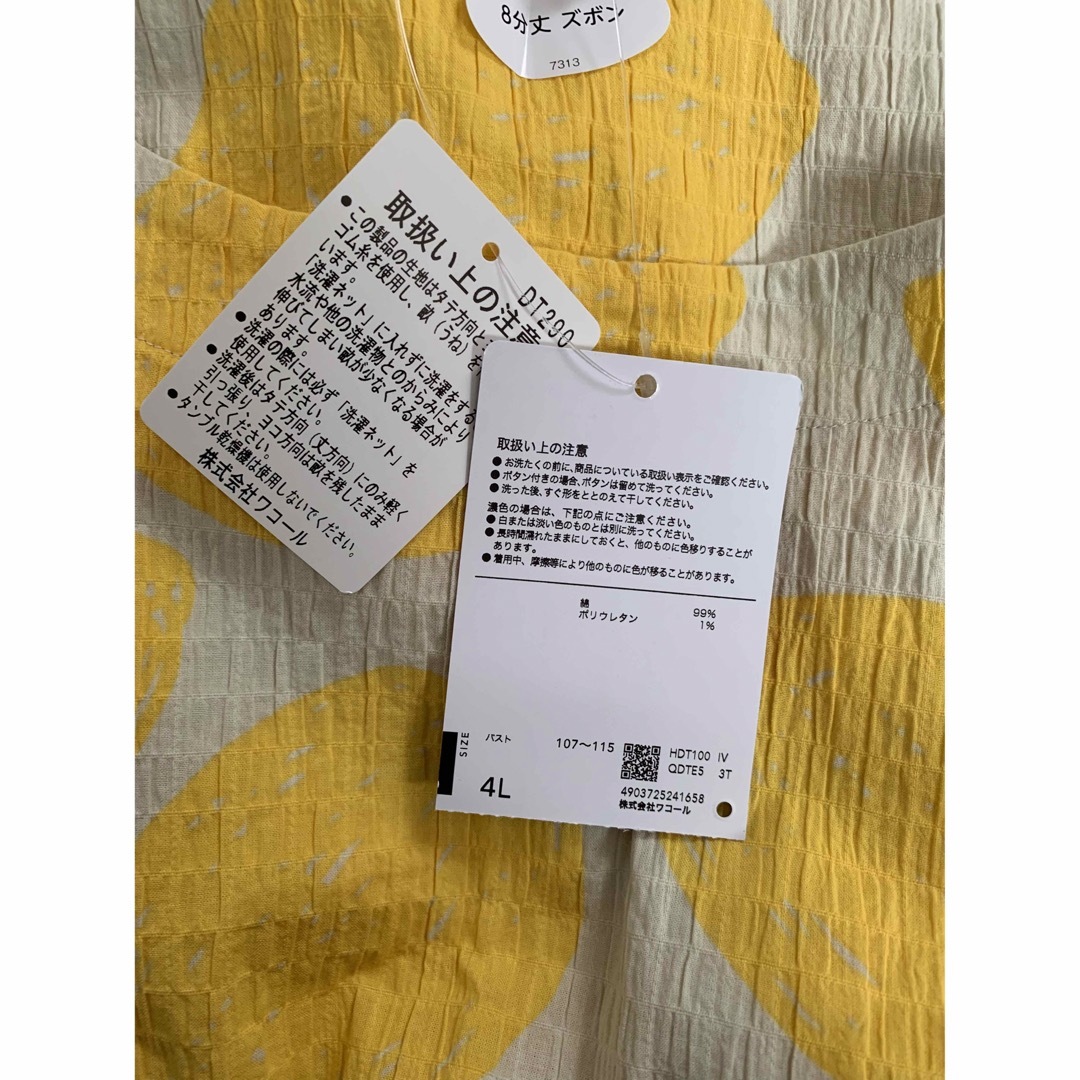 8分丈 ズボン
7313
DT290
取扱い上の注意
●この製品の生地はタテ方向と
ゴム糸を使用し、畝(うね)を
います。
「洗濯ネット」に入れずに洗濯をする
水流や他の洗濯物とのからみにより
伸びてしまい畝が少なくなる場合が
あります。
●洗濯の際には必ず「洗濯ネット」を
使用してください。
●洗濯後はタテ方向(丈方向)にのみ軽く
引っ張り、ヨコ方向は畝を残したまま
干してください。
●タンブル乾燥機は使用しないでください。
株式会社ワコール
取扱い上の注意
●お洗たくの前に、商品についている取扱い表示をご確認ください。
●ボタン付きの場合、ボタンは留めて洗ってください。
●洗った後、すぐ形をととのえて干してください。
濃色の場合は、下記の点にご注意ください。
●白または淡い色のものとは別に洗ってください。
●長時間濡れたままにしておくと、他のものに色移りすることが
あります。
●着用中、摩擦等により他のものに色が移ることがあります。
綿 99%
ポリウレタン 1%
SIZE
バスト 107～115
4L
HDT100 IV
QDTE5 3T
4903725241658
株式会社ワコール